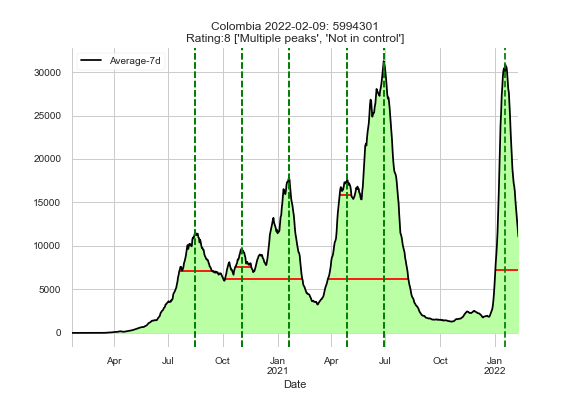 Colombia 2022-02-09: 5994301
Rating:8 ['Multiple peaks', 'Not in control']
Average-7d
30000
25000
20000
15000
10000
5000
0
Apr Jul Oct Jan Apr Jul Oct Jan
2021 2022
Date